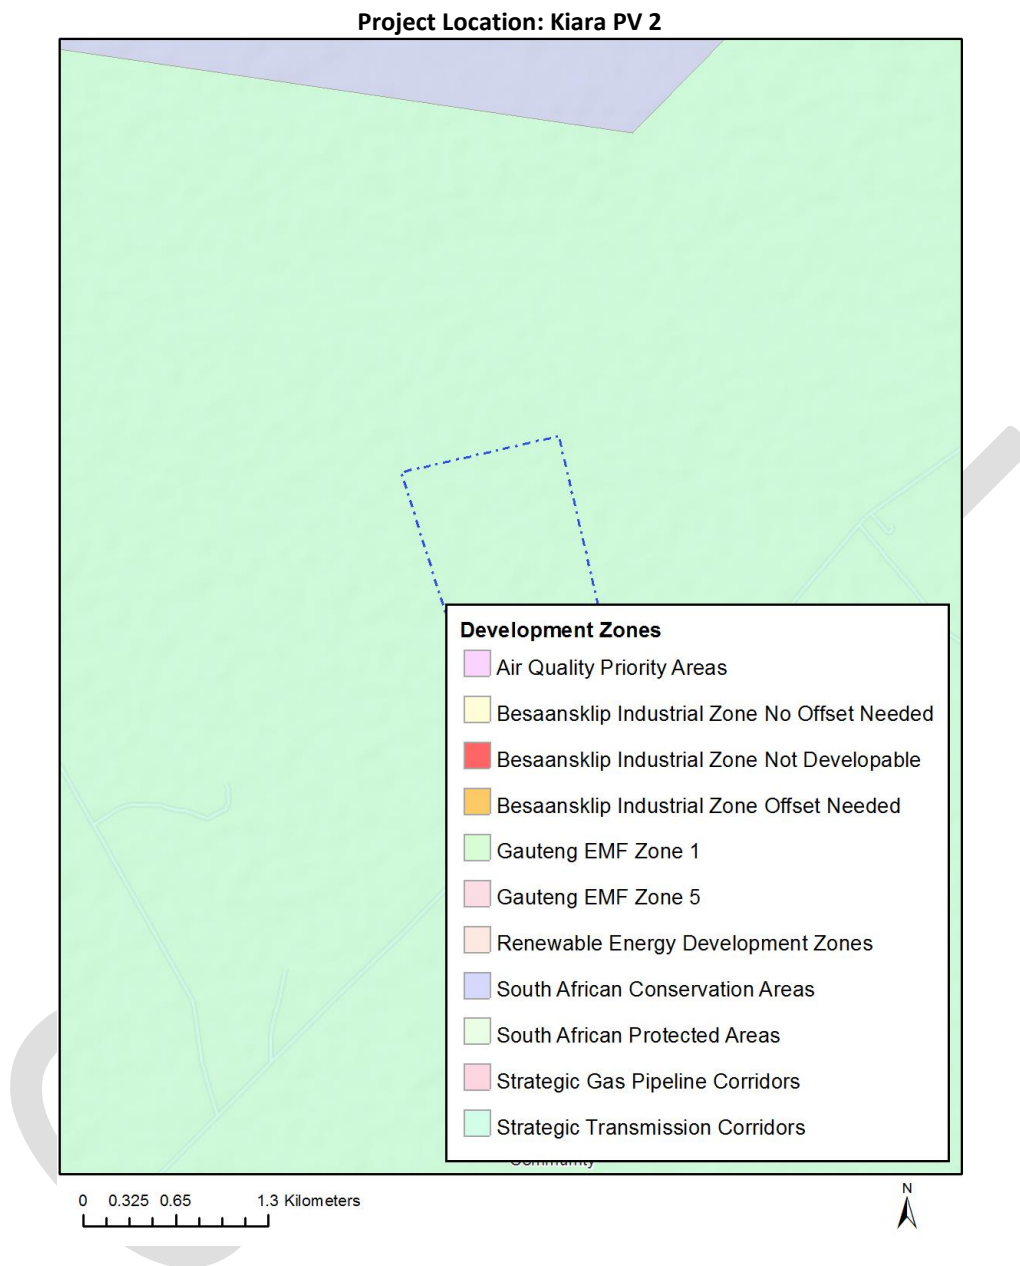 Project Location: Kiara PV 2
Development Zones
Air Quality Priority Areas
Besaansklip Industrial Zone No Offset Needed
Besaansklip Industrial Zone Not Developable
Besaansklip Industrial Zone Offset Needed
Gauteng EMF Zone 1
Gauteng EMF Zone 5
Renewable Energy Development Zones
South African Conservation Areas
South African Protected Areas
Strategic Gas Pipeline Corridors
Strategic Transmission Corridors
Community
0 0.325 0.65 1.3 Kilometers
N